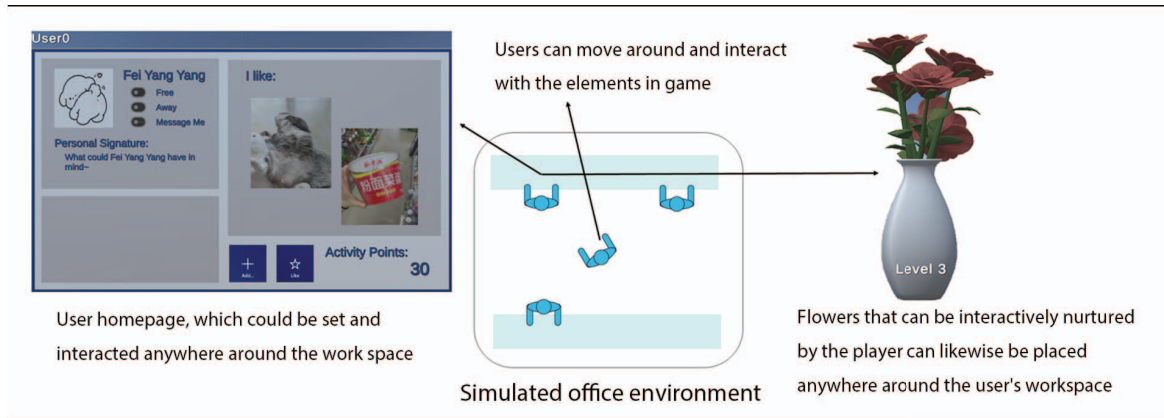 User0
Fei Yang Yang
Free
Away
Message Me
Personal Signature:
What could Fei Yang Yang have in
mind~
I like:
Add...
Like
Activity Points:
30
User homepage, which could be set and
interacted anywhere around the work space
Users can move around and interact
with the elements in game
Simulated office environment
Level 3
Flowers that can be interactively nurtured
by the player can likewise be placed
anywhere around the user's workspace